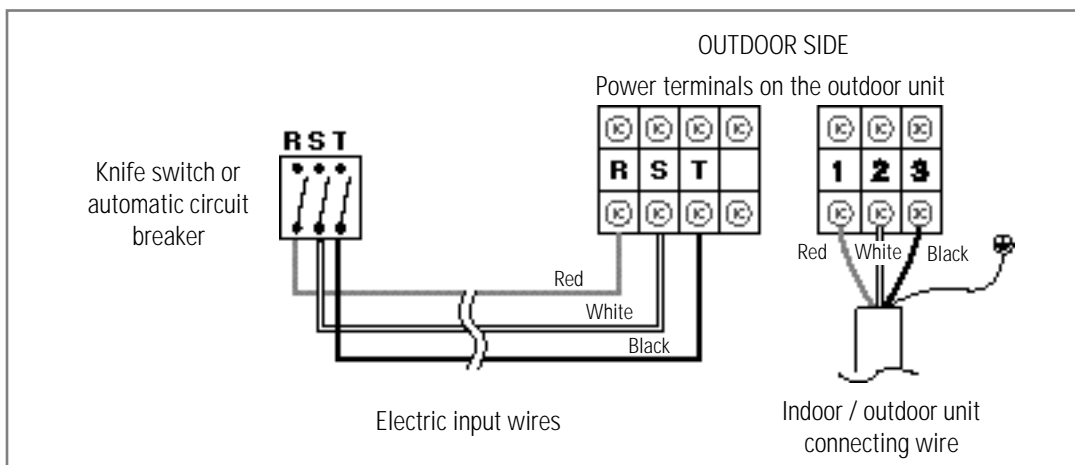 OUTDOOR SIDE
Power terminals on the outdoor unit
R S T
Knife switch or
automatic circuit
breaker
R S T
1 2 3
Red White Black
Red
White
Black
Electric input wires
Indoor / outdoor unit
connecting wire